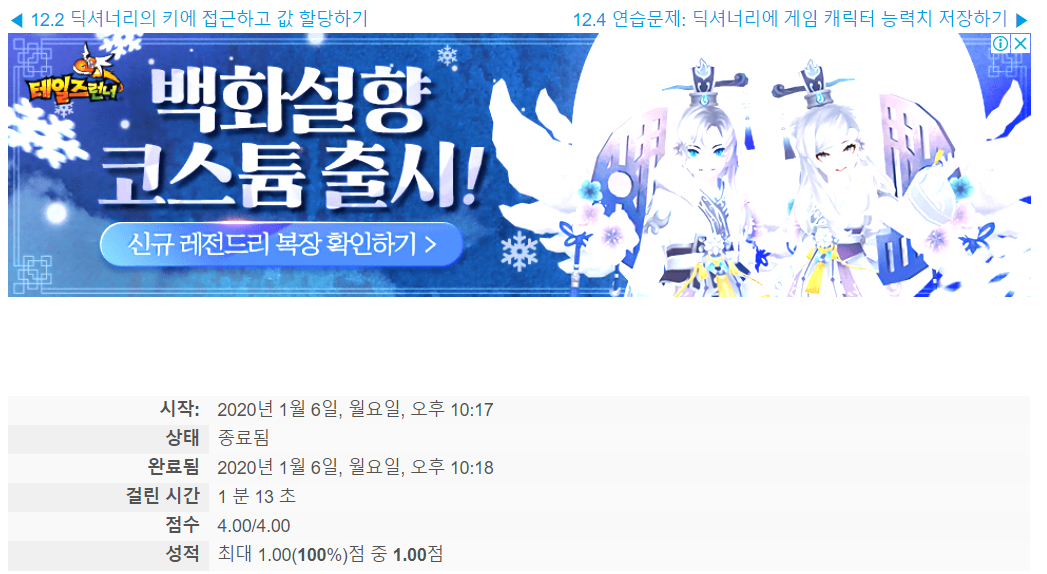 ◀ 12.2 딕셔너리의 키에 접근하고 값 할당하기
12.4 연습문제: 딕셔너리에 게임 캐릭터 능력치 저장하기 ▶
테일즈런너
백화설향
코스튬 출시!
신규 레전드리 복장 확인하기 >
시작: 2020년 1월 6일, 월요일, 오후 10:17
상태 종료됨
완료됨 2020년 1월 6일, 월요일, 오후 10:18
걸린 시간 1 분 13 초
점수 4.00/4.00
성적 최대 1.00(100%)점 중 1.00점